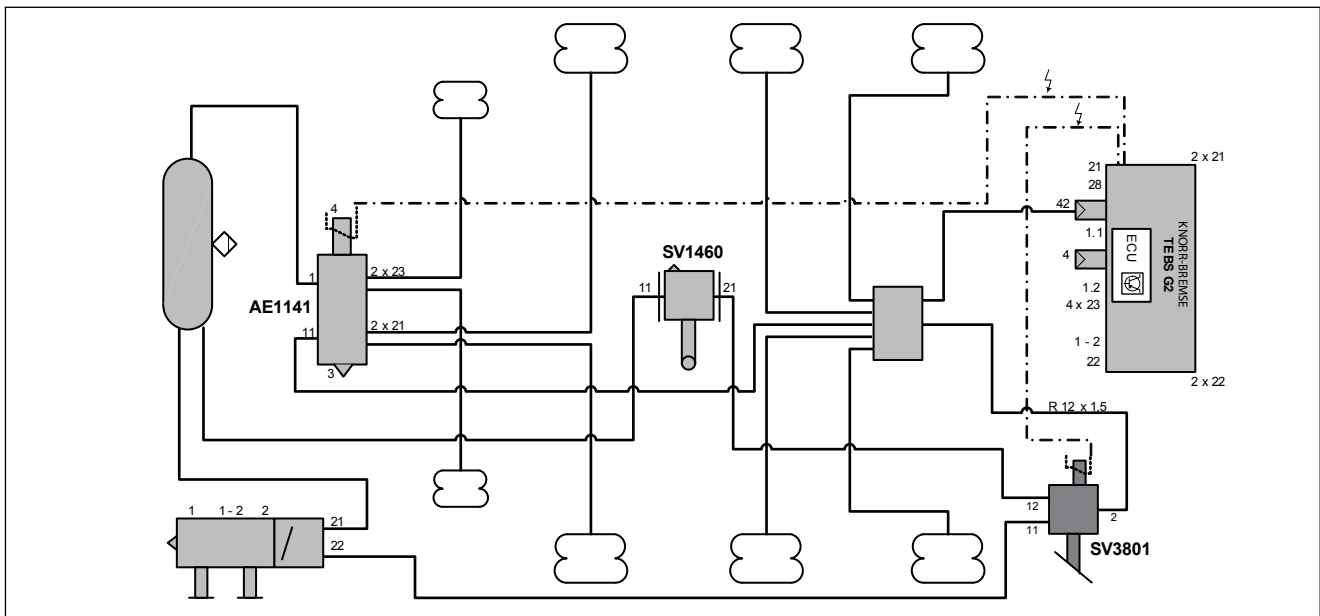 2 x 21
21
28
42
1.1
4
1.2
4 x 23
1 - 2
22
2 x 22
KNORR-BREMSE
TEBS G2
ECU
4
1
2 x 23
AE1141
11
2 x 21
3
SV1460
11
21
R 12 x 1.5
12
11
2
SV3801
1
1 - 2
2
21
22